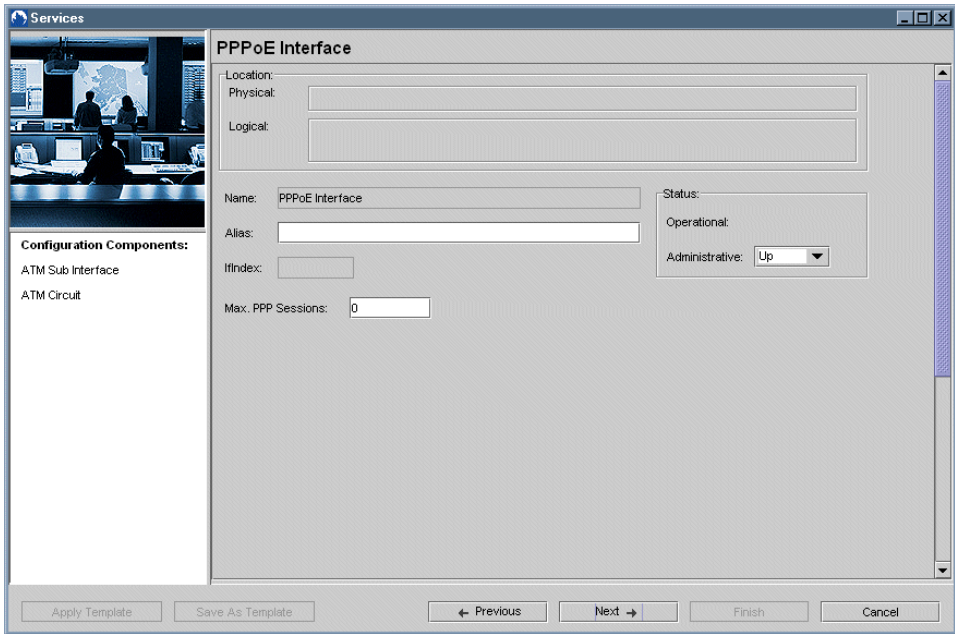 Services
PPPoE Interface
Location:
Physical:
Logical:
Name: PPPoE Interface
Status:
Operational:
Alias:
Administrative: Up
IfIndex:
Max. PPP Sessions: 0
Configuration Components:
ATM Sub Interface
ATM Circuit
Apply Template Save As Template Previous Next Finish Cancel